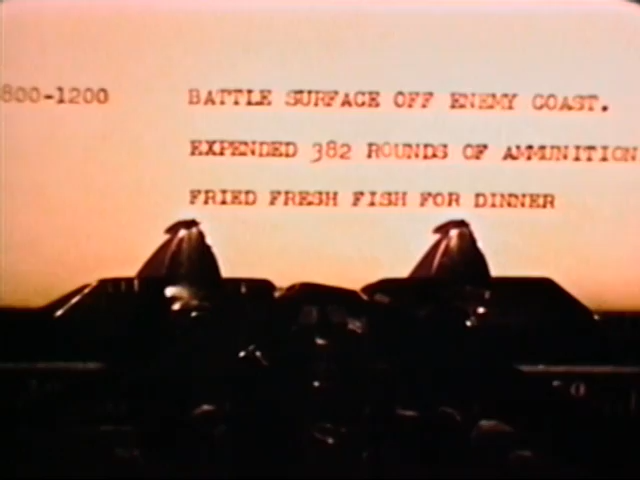 800-1200 BATTLE SURFACE OFF ENEMY COAST.
EXPENDED 382 ROUNDS OF AMMUNITION
FRIED FRESH FISH FOR DINNER